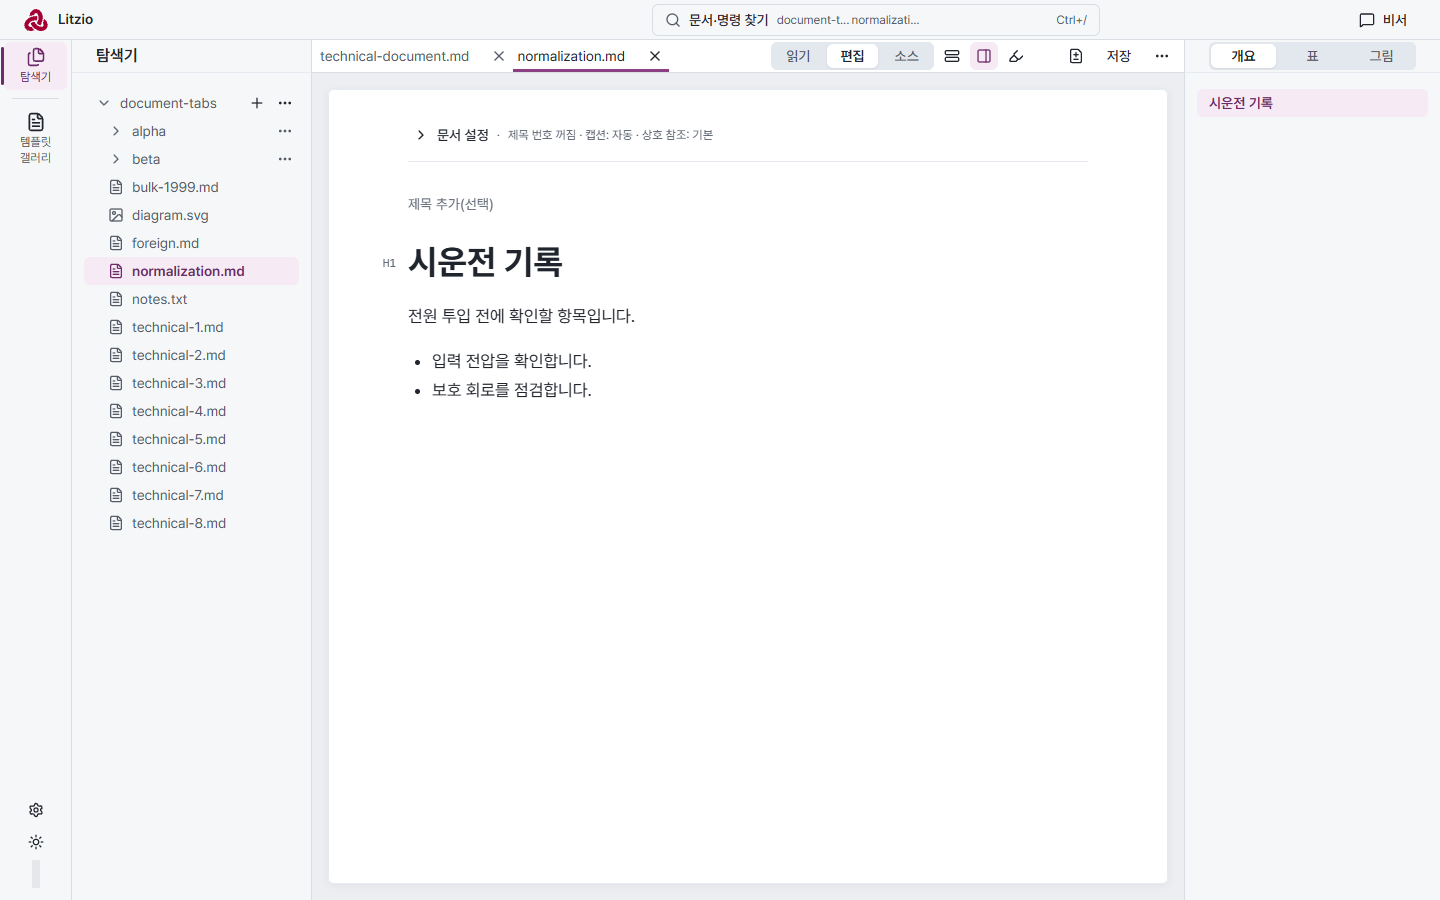 Litzio
문서·명령 찾기 document-t... normalizati... Ctrl+/
비서
탐색기
템플릿
갤러리
탐색기
document-tabs
alpha
beta
bulk-1999.md
diagram.svg
foreign.md
normalization.md
notes.txt
technical-1.md
technical-2.md
technical-3.md
technical-4.md
technical-5.md
technical-6.md
technical-7.md
technical-8.md
technical-document.md
normalization.md
읽기 편집 소스
저장
문서 설정 · 제목 번호 꺼짐 · 캡션: 자동 · 상호 참조: 기본
제목 추가(선택)
H1 시운전 기록
전원 투입 전에 확인할 항목입니다.
• 입력 전압을 확인합니다.
• 보호 회로를 점검합니다.
개요 표 그림
시운전 기록